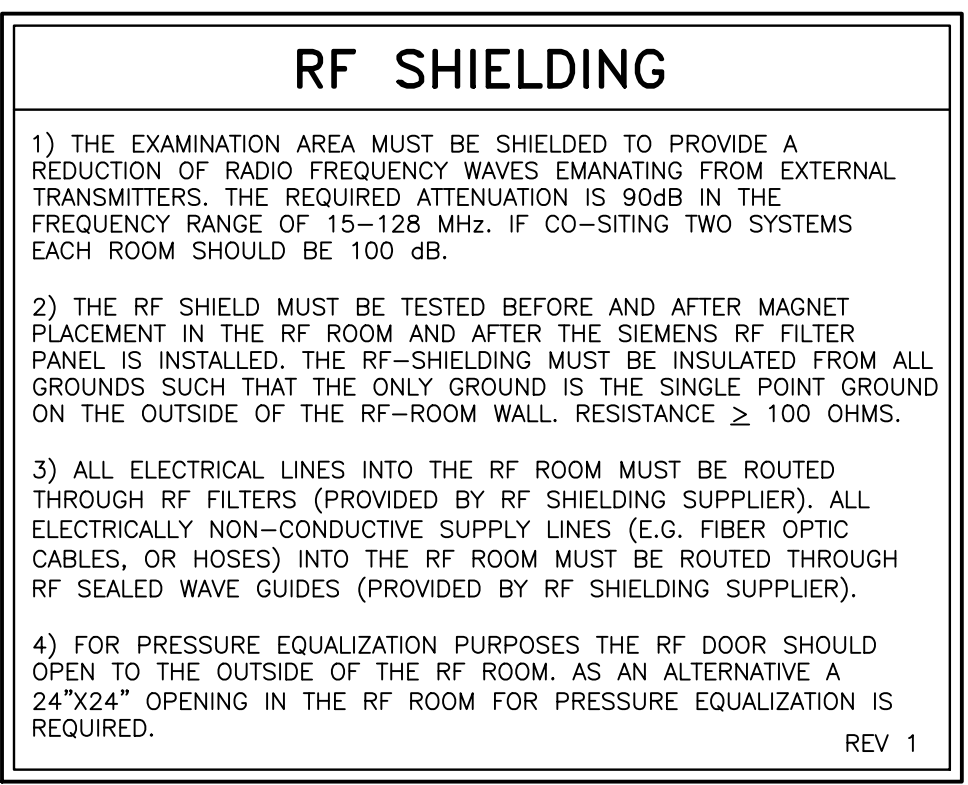 RF SHIELDING
1) THE EXAMINATION AREA MUST BE SHIELDED TO PROVIDE A
REDUCTION OF RADIO FREQUENCY WAVES EMANATING FROM EXTERNAL
TRANSMITTERS. THE REQUIRED ATTENUATION IS 90dB IN THE
FREQUENCY RANGE OF 15-128 MHz. IF CO-SITING TWO SYSTEMS
EACH ROOM SHOULD BE 100 dB.
2) THE RF SHIELD MUST BE TESTED BEFORE AND AFTER MAGNET
PLACEMENT IN THE RF ROOM AND AFTER THE SIEMENS RF FILTER
PANEL IS INSTALLED. THE RF-SHIELDING MUST BE INSULATED FROM ALL
GROUNDS SUCH THAT THE ONLY GROUND IS THE SINGLE POINT GROUND
ON THE OUTSIDE OF THE RF-ROOM WALL. RESISTANCE ≥ 100 OHMS.
3) ALL ELECTRICAL LINES INTO THE RF ROOM MUST BE ROUTED
THROUGH RF FILTERS (PROVIDED BY RF SHIELDING SUPPLIER). ALL
ELECTRICALLY NON-CONDUCTIVE SUPPLY LINES (E.G. FIBER OPTIC
CABLES, OR HOSES) INTO THE RF ROOM MUST BE ROUTED THROUGH
RF SEALED WAVE GUIDES (PROVIDED BY RF SHIELDING SUPPLIER).
4) FOR PRESSURE EQUALIZATION PURPOSES THE RF DOOR SHOULD
OPEN TO THE OUTSIDE OF THE RF ROOM. AS AN ALTERNATIVE A
24"X24" OPENING IN THE RF ROOM FOR PRESSURE EQUALIZATION IS
REQUIRED.
REV 1